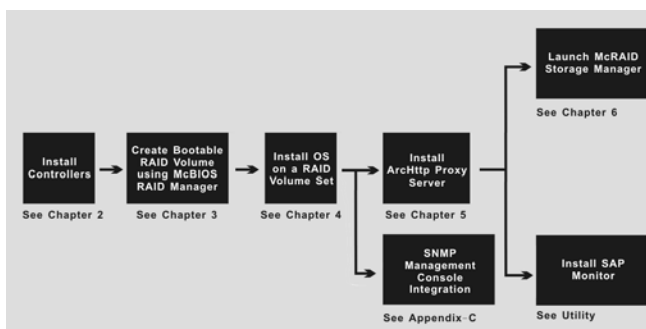 Launch McRAID
Storage Manager
See Chapter 6
Install
Controllers
See Chapter 2
Create Bootable
RAID Volume
using McBIOS
RAID Manager
See Chapter 3
Install OS
on a RAID
Volume Set
See Chapter 4
Install
ArcHttp Proxy
Server
See Chapter 5
SNMP
Management
Console
Integration
See Appendix-C
Install SAP
Monitor
See Utility